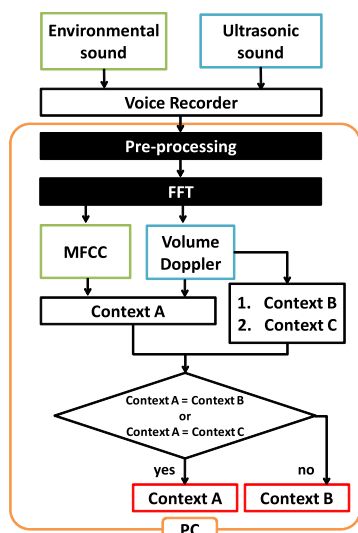 Environmental
sound
Ultrasonic
sound
Voice Recorder
Pre-processing
FFT
MFCC
Volume
Doppler
Context A
1. Context B
2. Context C
Context A = Context B
or
Context A = Context C
yes
no
Context A
Context B
PC